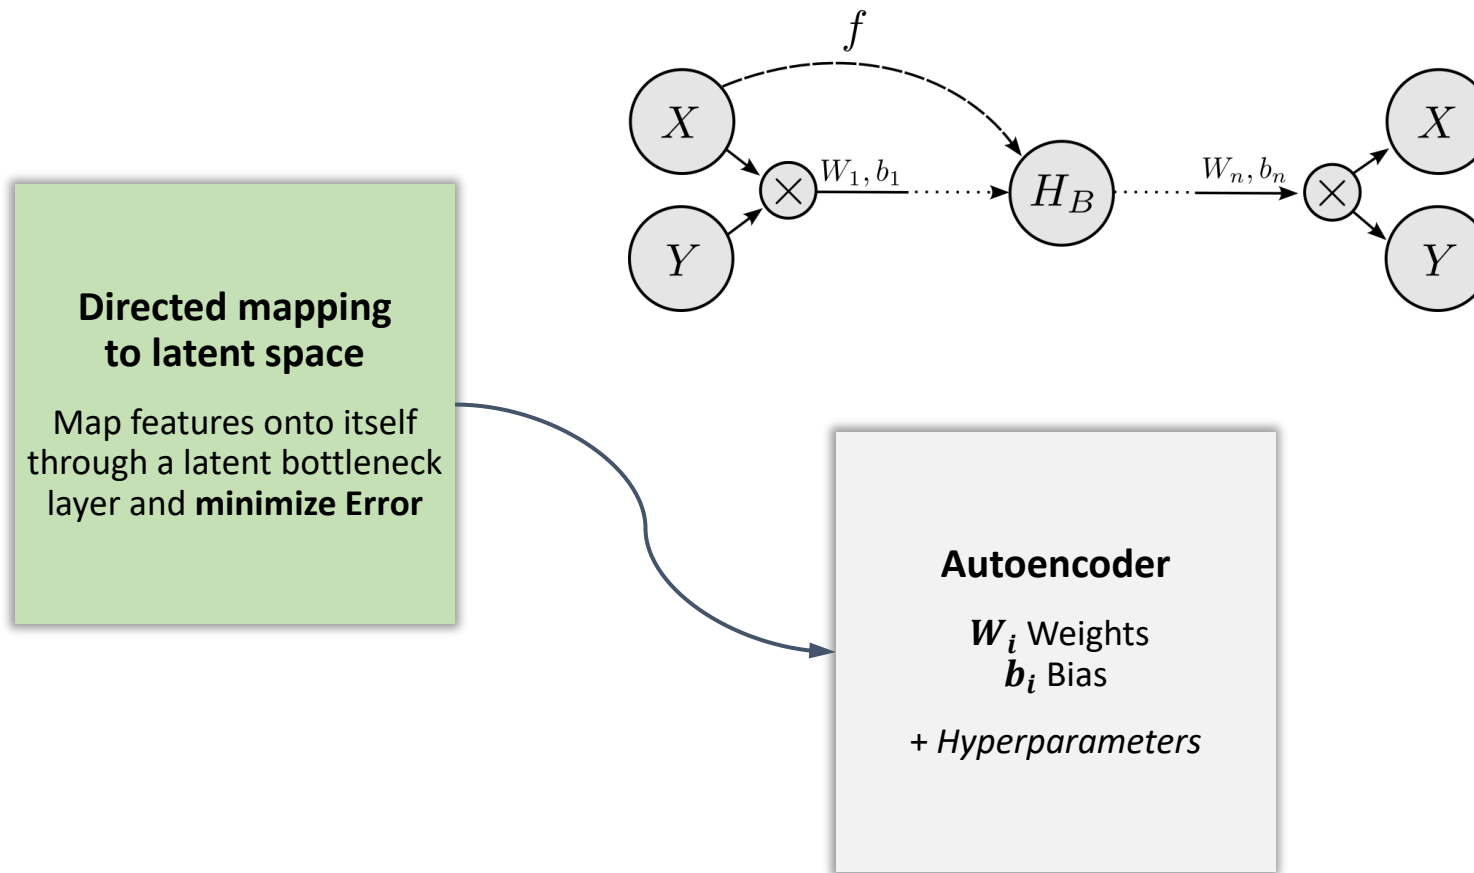 f
X
X
W₁, b₁
H_B
Wₙ, bₙ
×
×
Y
Y
Directed mapping
to latent space
Map features onto itself
through a latent bottleneck
layer and minimize Error
Autoencoder
Wᵢ Weights
bᵢ Bias
+ Hyperparameters